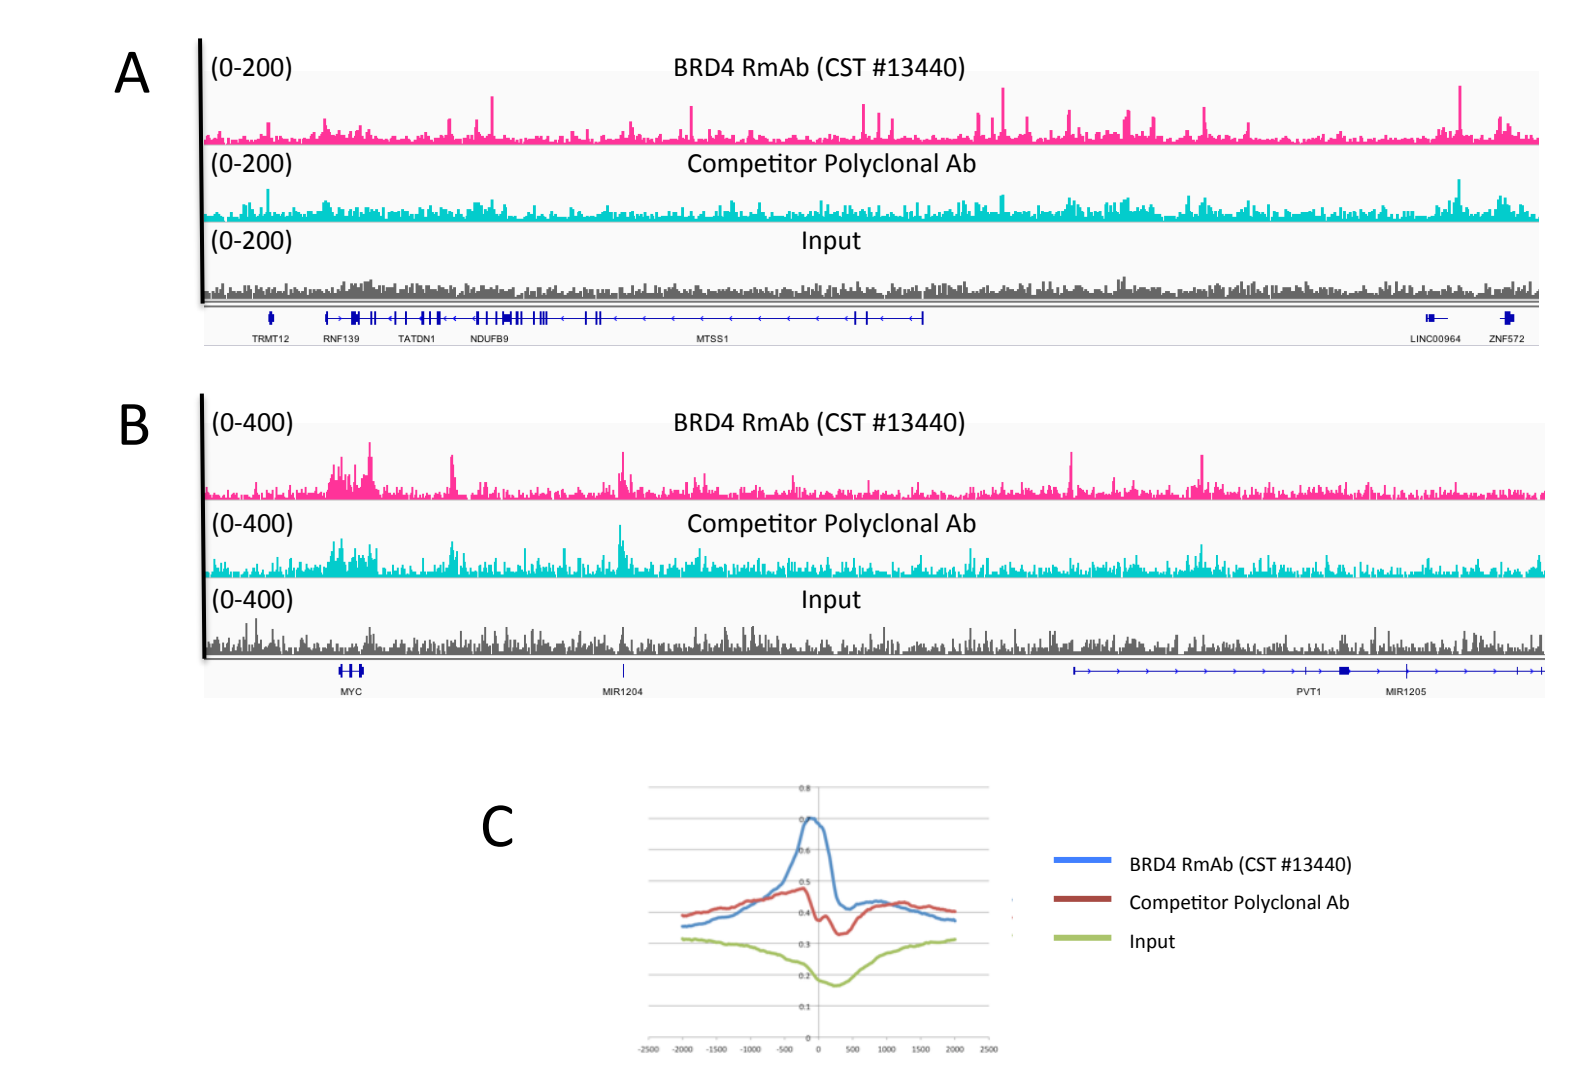 A
(0-200)
BRD4 RmAb (CST #13440)
(0-200)
Competitor Polyclonal Ab
(0-200)
Input
TRMT12 RNF139 TATDN1 NDUFB9 MTSS1 LINC00964 ZNF572
B
(0-400)
BRD4 RmAb (CST #13440)
(0-400)
Competitor Polyclonal Ab
(0-400)
Input
MYC MIR1204 PVT1 MIR1205
C
0.8
0.7
0.6
0.5
0.4
0.3
0.2
0.1
0
-2500 -2000 -1500 -1000 -500 0 500 1000 1500 2000 2500
BRD4 RmAb (CST #13440)
Competitor Polyclonal Ab
Input